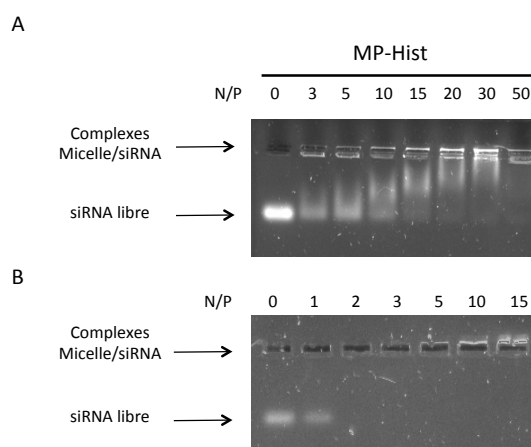 A
MP-Hist
N/P 0 3 5 10 15 20 30 50
Complexes
Micelle/siRNA
siRNA libre
B
N/P 0 1 2 3 5 10 15
Complexes
Micelle/siRNA
siRNA libre